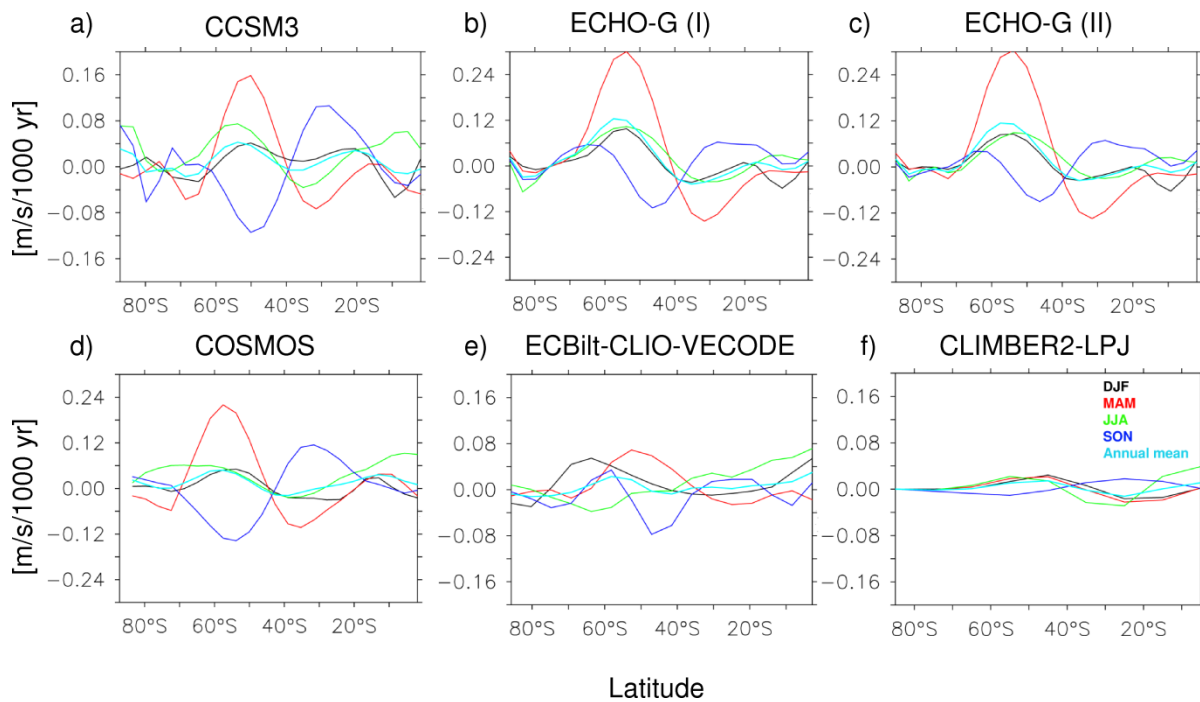 a) CCSM3
b) ECHO-G (I)
c) ECHO-G (II)
[m/s/1000 yr]
0.16
0.08
0.00
−0.08
−0.16
80°S 60°S 40°S 20°S
0.24
0.12
0.00
−0.12
−0.24
80°S 60°S 40°S 20°S
0.24
0.12
0.00
−0.12
−0.24
80°S 60°S 40°S 20°S
d) COSMOS
e) ECBilt-CLIO-VECODE
f) CLIMBER2-LPJ
[m/s/1000 yr]
0.24
0.12
0.00
−0.12
−0.24
80°S 60°S 40°S 20°S
0.16
0.08
0.00
−0.08
−0.16
80°S 60°S 40°S 20°S
0.16
0.08
0.00
−0.08
−0.16
80°S 60°S 40°S 20°S
DJF
MAM
JJA
SON
Annual mean
Latitude